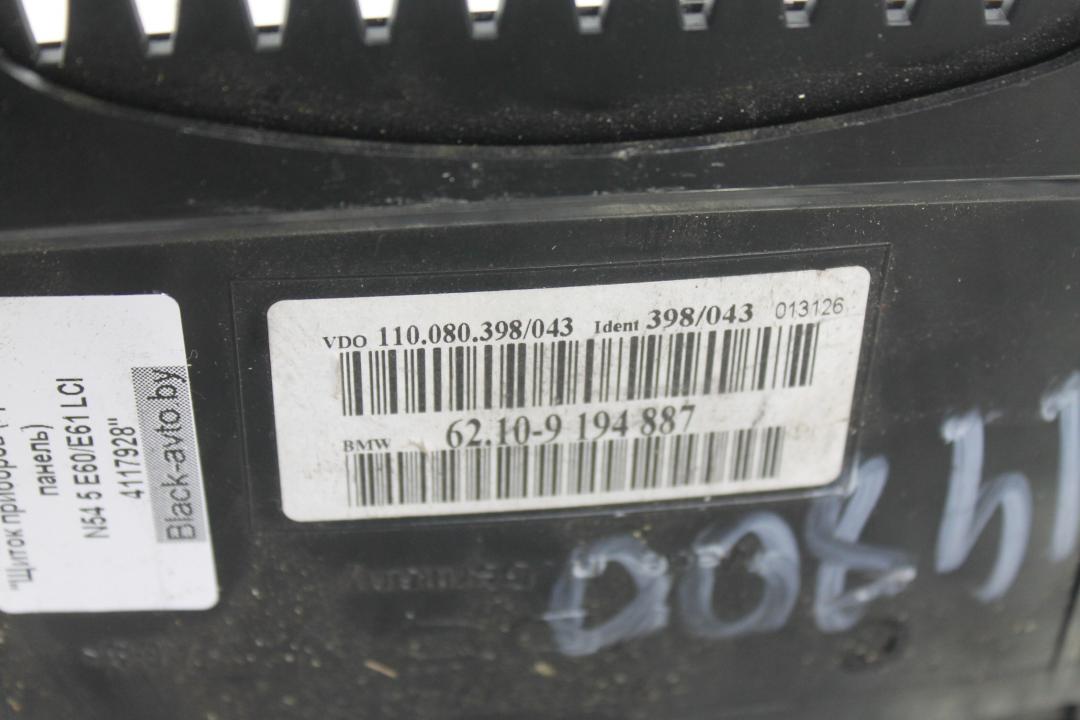 VDO 110.080.398/043 Ident 398/043 013126
BMW 62.10-9 194 887
"Щиток приборов
панель)
N54 5 E60/E61 LCI
4117928"
Black-avto.by